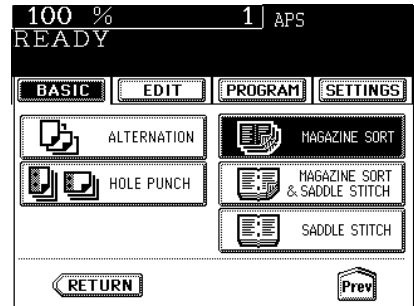 100 % 1 APS
READY
BASIC EDIT PROGRAM SETTINGS
ALTERNATION MAGAZINE SORT
HOLE PUNCH MAGAZINE SORT
& SADDLE STITCH
SADDLE STITCH
RETURN Prev